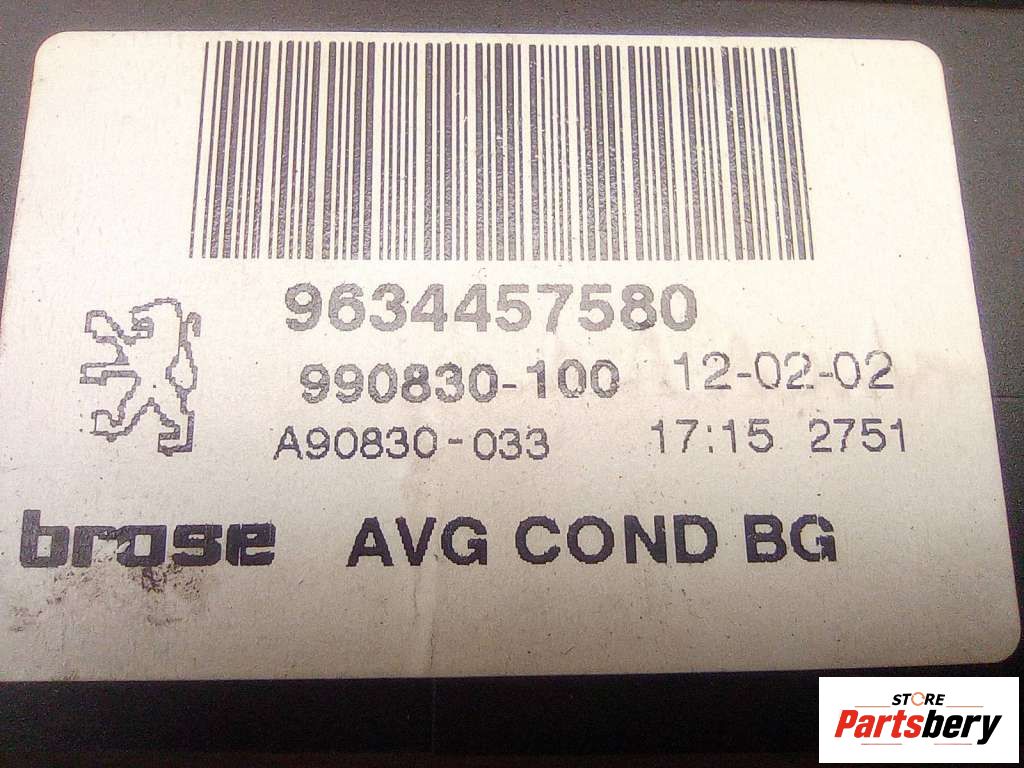 9634457580
990830-100 12-02-02
A90830-033 17:15 2751
brose AVG COND BG
STORE
Partsbery